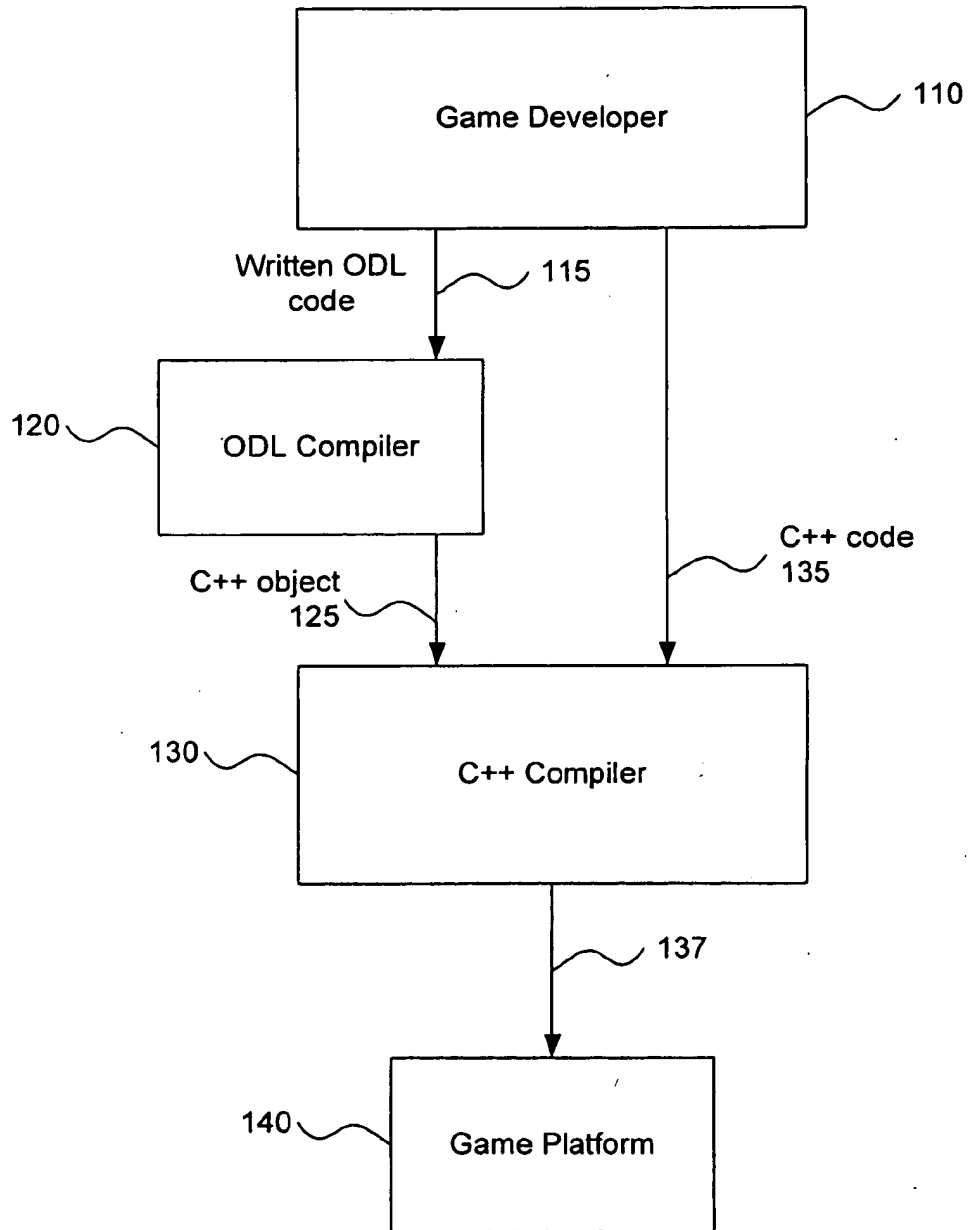 Game Developer
110
Written ODL
code
115
120
ODL Compiler
C++ object
125
C++ code
135
130
C++ Compiler
137
140
Game Platform